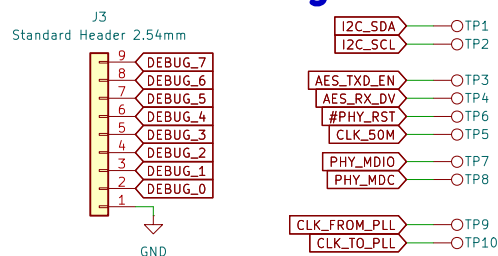 J3
Standard Header 2.54mm
9 DEBUG_7
8 DEBUG_6
7 DEBUG_5
6 DEBUG_4
5 DEBUG_3
4 DEBUG_2
3 DEBUG_1
2 DEBUG_0
1
GND
I2C_SDA TP1
I2C_SCL TP2
AES_TXD_EN TP3
AES_RX_DV TP4
#PHY_RST TP6
CLK_50M TP5
PHY_MDIO TP7
PHY_MDC TP8
CLK_FROM_PLL TP9
CLK_TO_PLL TP10